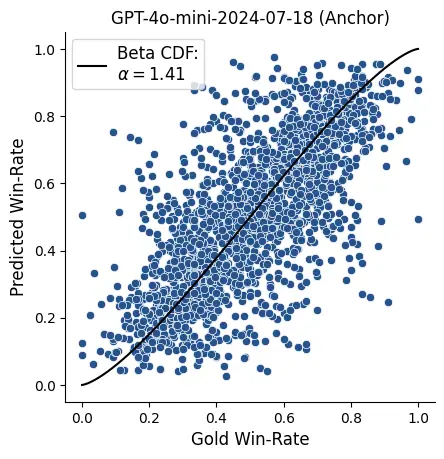 GPT-4o-mini-2024-07-18 (Anchor)
Beta CDF:
α = 1.41
1.0
0.8
0.6
0.4
0.2
0.0
Predicted Win-Rate
0.0 0.2 0.4 0.6 0.8 1.0
Gold Win-Rate